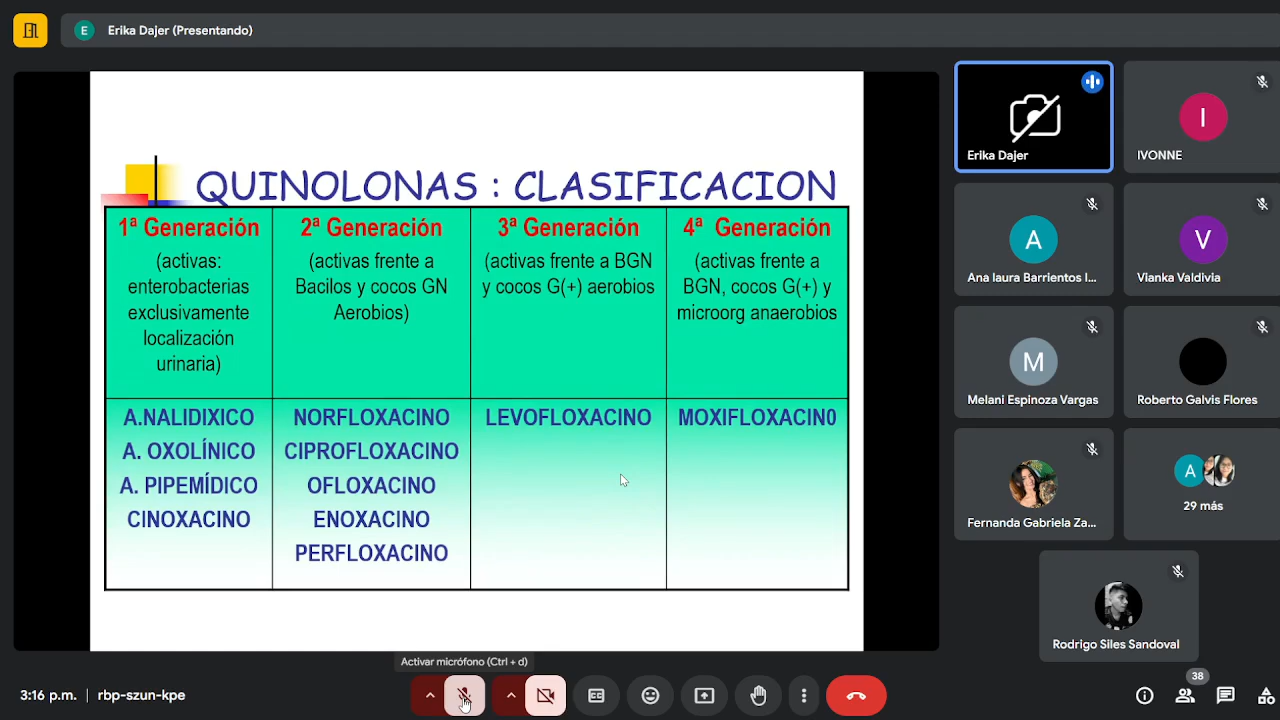 E
Erika Dajer (Presentando)
QUINOLONAS : CLASIFICACION
1ª Generación
(activas:
enterobacterias
exclusivamente
localización
urinaria)
2ª Generación
(activas frente a
Bacilos y cocos GN
Aerobios)
3ª Generación
(activas frente a BGN
y cocos G(+) aerobios
4ª Generación
(activas frente a
BGN, cocos G(+) y
microorg anaerobios
A.NALIDIXICO
A. OXOLÍNICO
A. PIPEMÍDICO
CINOXACINO
NORFLOXACINO
CIPROFLOXACINO
OFLOXACINO
ENOXACINO
PERFLOXACINO
LEVOFLOXACINO
MOXIFLOXACIN0
Erika Dajer
I
IVONNE
A
Ana laura Barrientos I...
V
Vianka Valdivia
M
Melani Espinoza Vargas
Roberto Galvis Flores
Fernanda Gabriela Za...
A
29 más
Rodrigo Siles Sandoval
Activar micrófono (Ctrl + d)
3:16 p.m. | rbp-szun-kpe
38